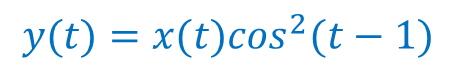 y(t) = x(t)cos²(t − 1)